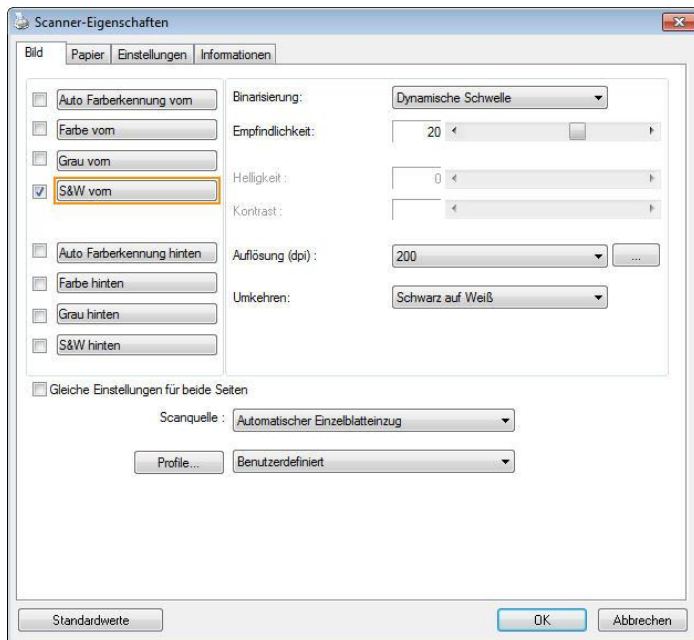 Scanner-Eigenschaften
Bild Papier Einstellungen Informationen
Auto Farberkennung vorn
Farbe vorn
Grau vorn
S&W vorn
Auto Farberkennung hinten
Farbe hinten
Grau hinten
S&W hinten
Binarisierung: Dynamische Schwelle
Empfindlichkeit: 20
Helligkeit : 0
Kontrast :
Auflösung (dpi) : 200 ...
Umkehren: Schwarz auf Weiß
Gleiche Einstellungen für beide Seiten
Scanquelle : Automatischer Einzelblatteinzug
Profile... Benutzerdefiniert
Standardwerte OK Abbrechen